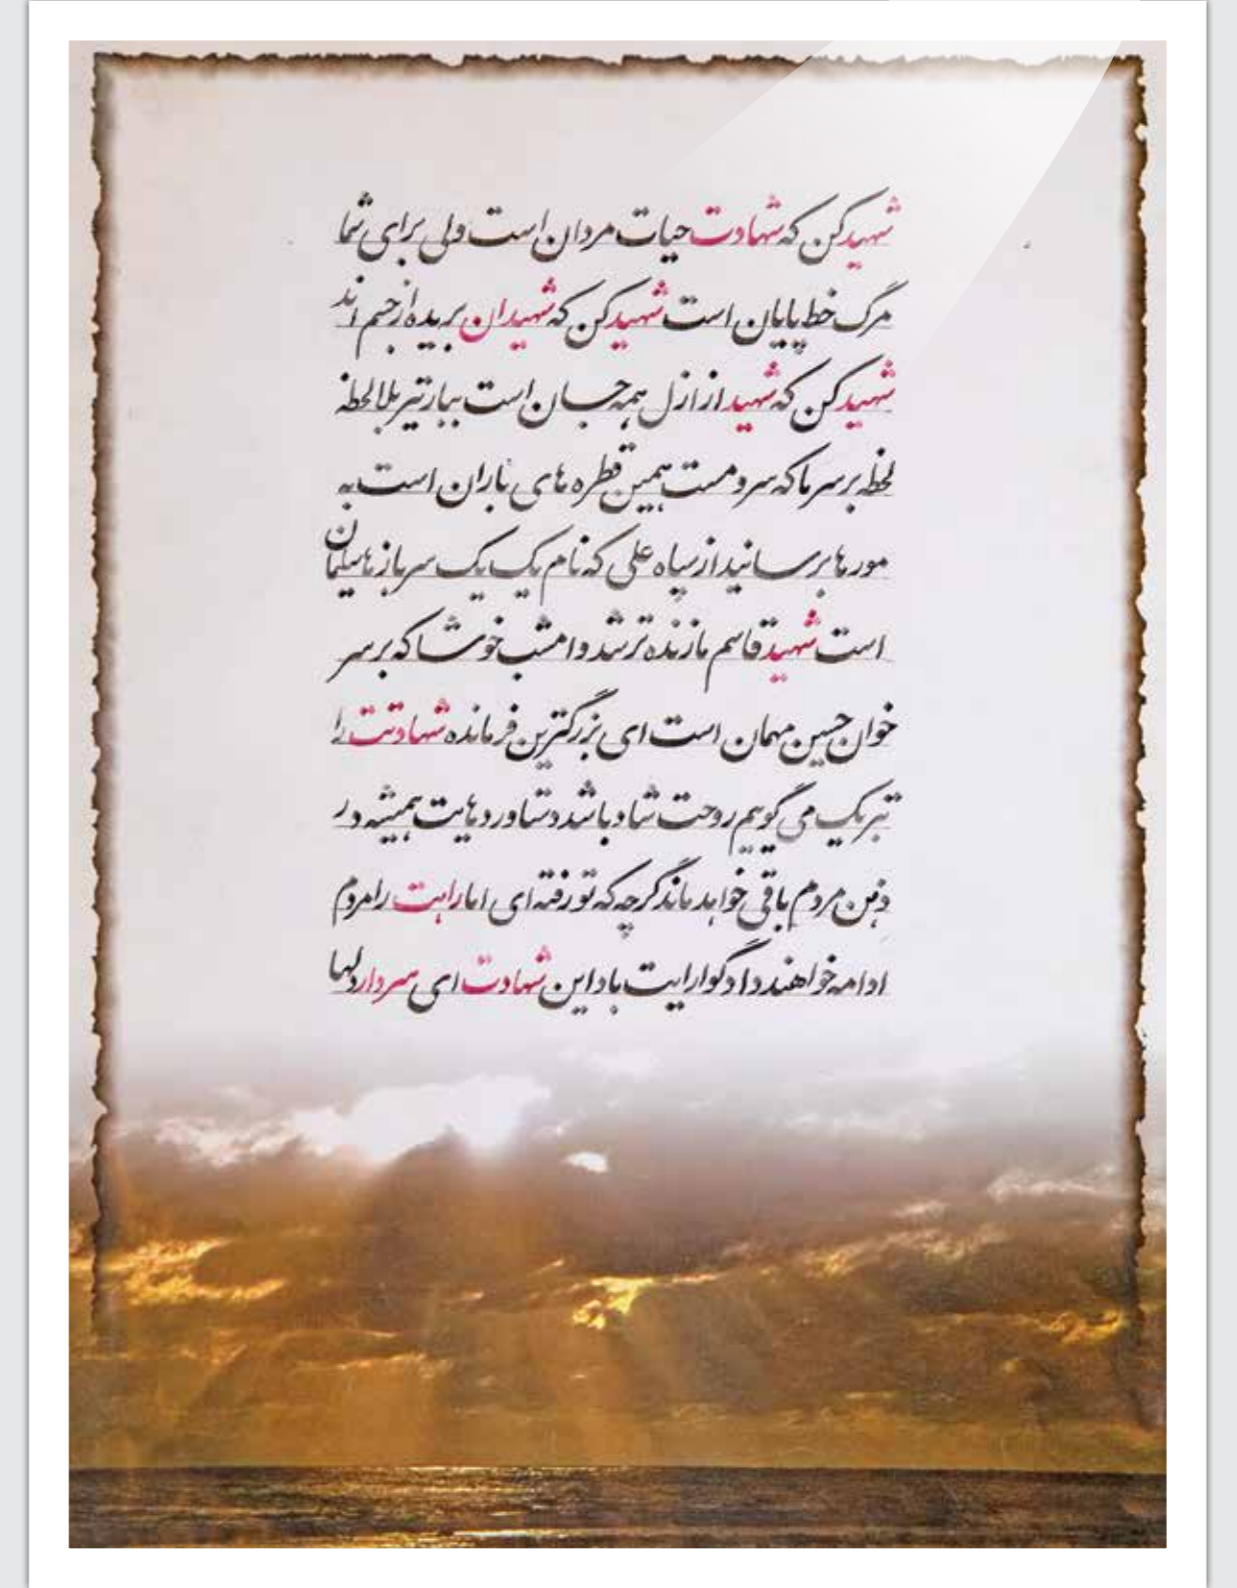 شهید کن که شهادت حیات مردان است ولی برای شما
مرگ خط پایان است شهید کن که شهیدان بریده از جسم اند
شهید کن که شهید از ازل همه جان است ببار تیر بلا لحظه
لحظه بر سر ما که سرو مست همین قطره های باران است به
مورها برسانید از سپاه علی که نام یک یک سربازها سلیمان
است شهید قاسم ما زنده تر شد و امشب خوشا که بر سر
خوان حسین مهمان است ای بزرگترین فرمانده شهادتت را
تبریک می گوییم روحت شاد باشد دستاوردهایت همیشه در
ذهن مردم باقی خواهد ماند گرچه که تو رفته ای اما راهت را مردم
ادامه خواهند داد گوارایت باد این شهادت ای سردار دلها